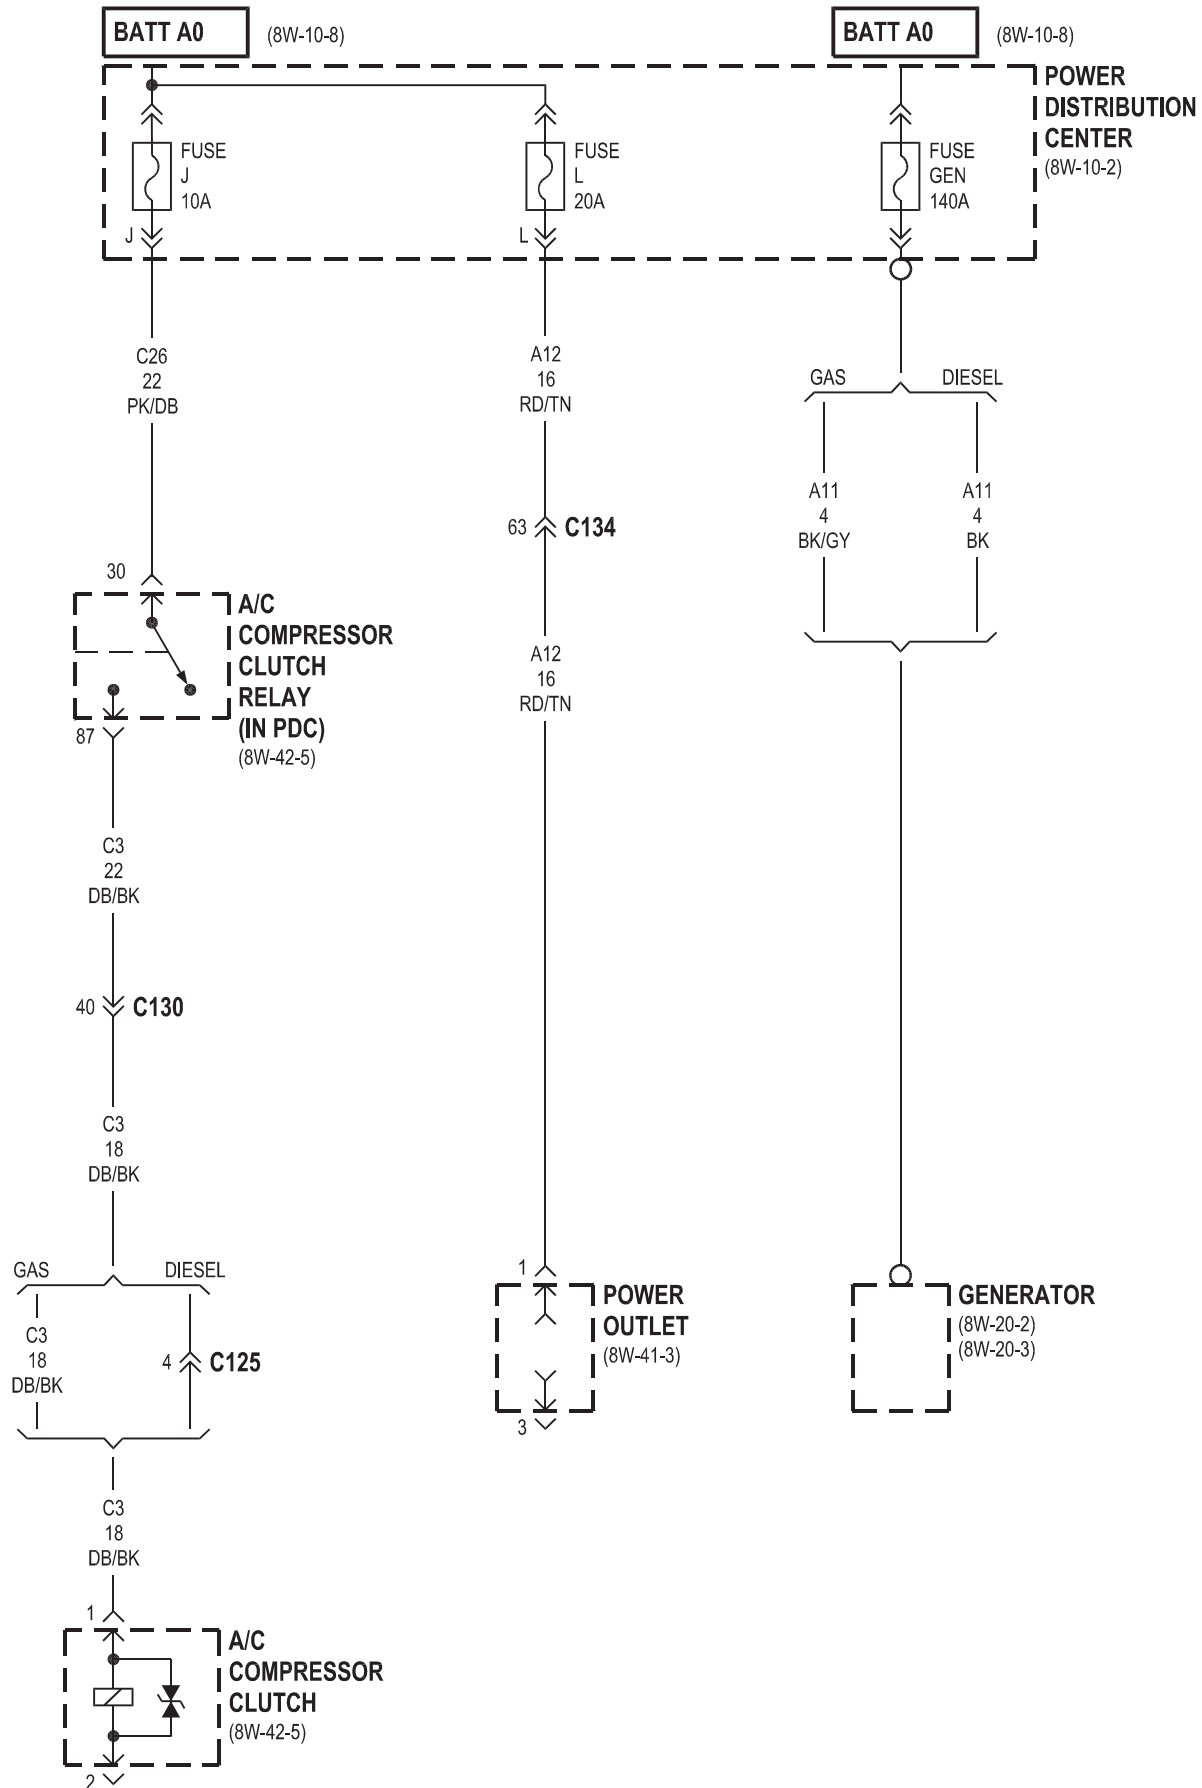 BATT A0
(8W-10-8)
BATT A0
(8W-10-8)
POWER
DISTRIBUTION
CENTER
(8W-10-2)
FUSE
J
10A
J
FUSE
L
20A
L
FUSE
GEN
140A
C26
22
PK/DB
A12
16
RD/TN
GAS
DIESEL
A11
4
BK/GY
A11
4
BK
63
C134
30
A/C
COMPRESSOR
CLUTCH
RELAY
(IN PDC)
(8W-42-5)
87
A12
16
RD/TN
C3
22
DB/BK
40
C130
C3
18
DB/BK
GAS
DIESEL
C3
18
DB/BK
4
C125
1
POWER
OUTLET
(8W-41-3)
3
GENERATOR
(8W-20-2)
(8W-20-3)
C3
18
DB/BK
1
A/C
COMPRESSOR
CLUTCH
(8W-42-5)
2